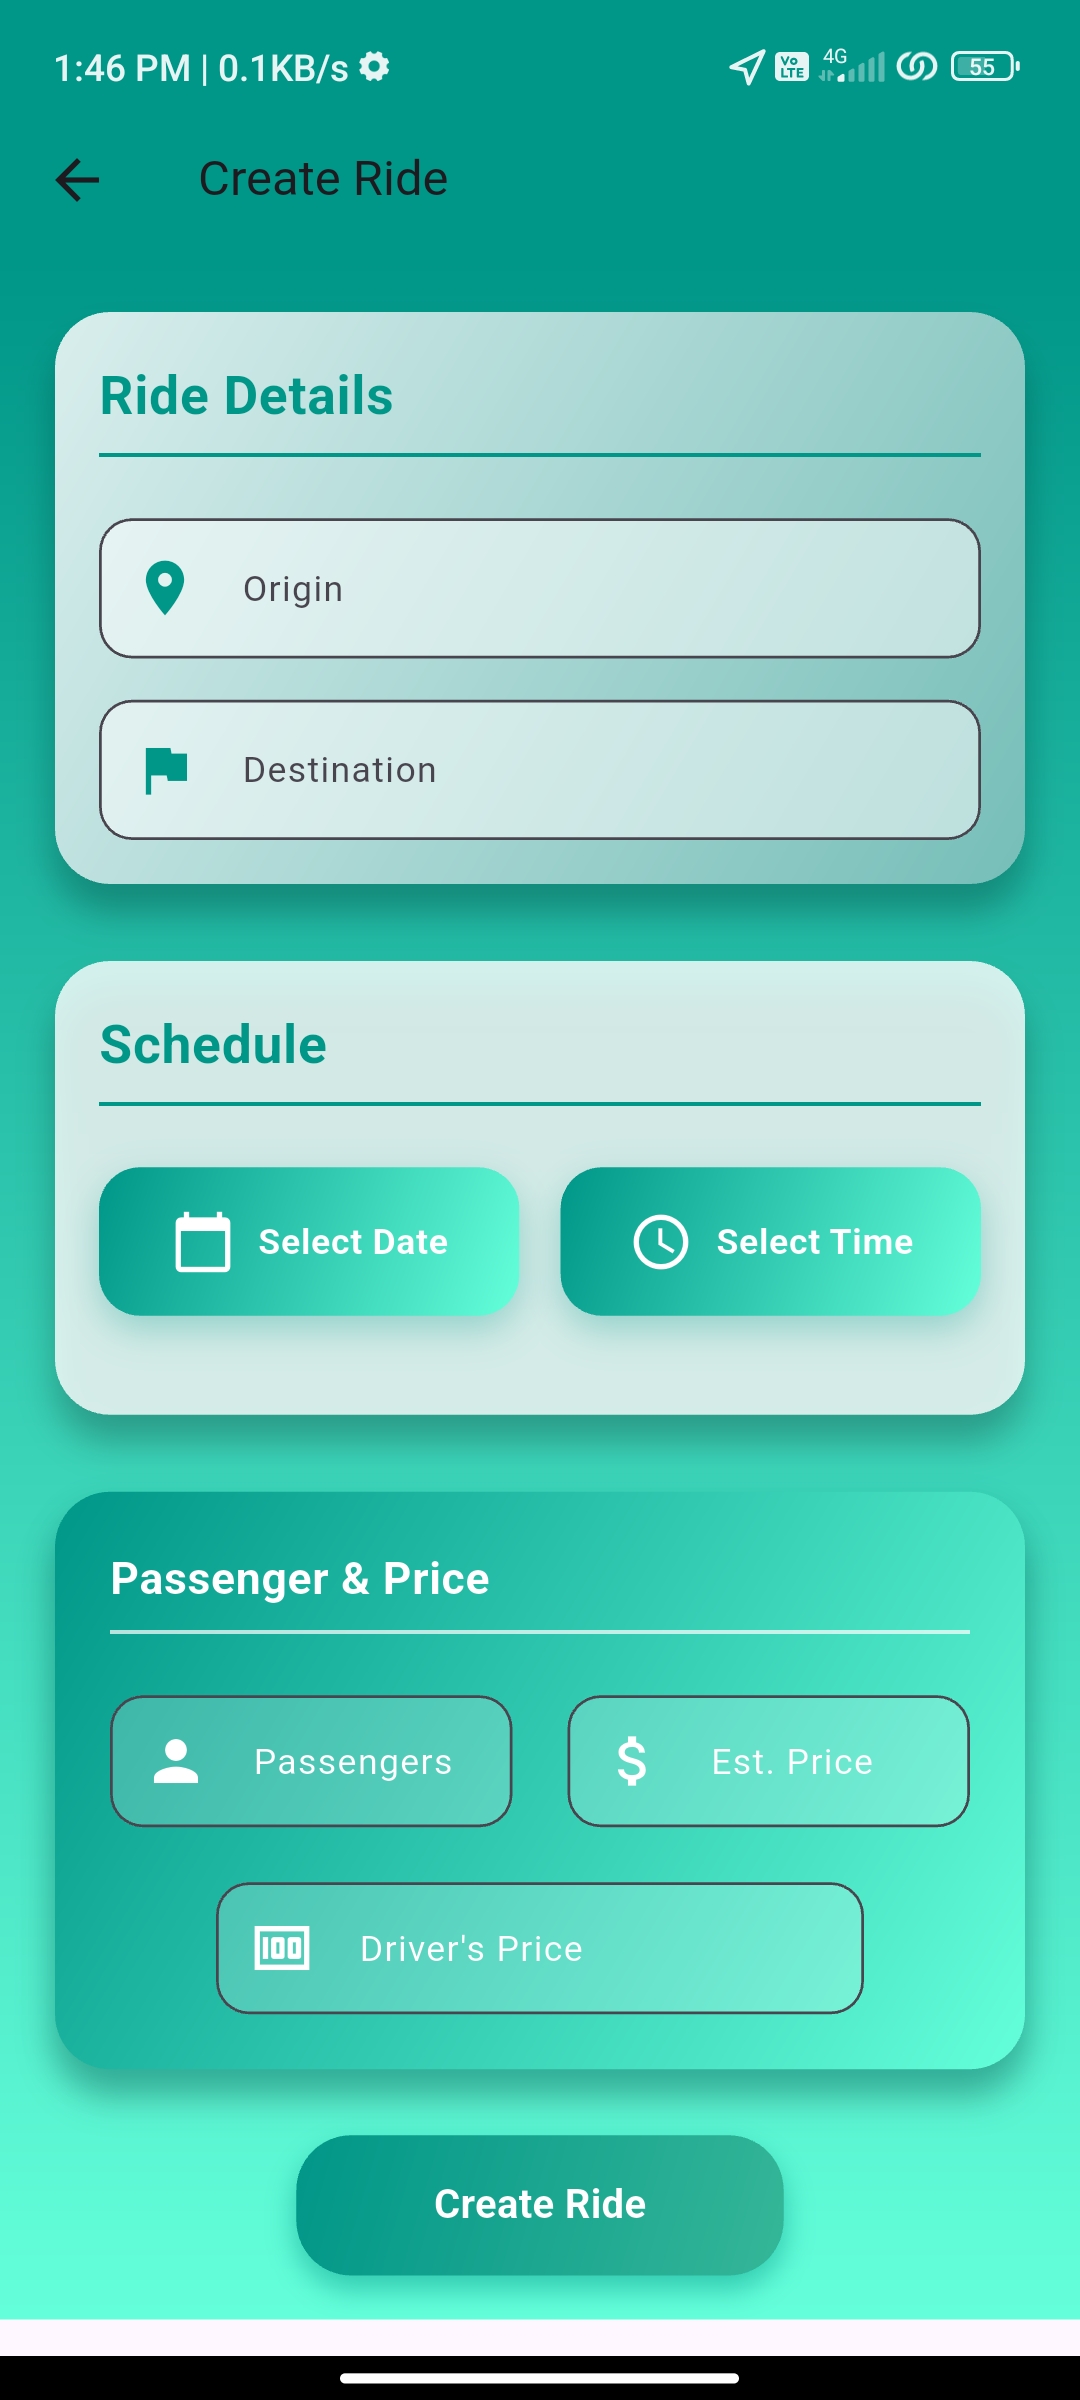 1:46 PM | 0.1KB/s
Vo LTE 4G 55
Create Ride
Ride Details
Origin
Destination
Schedule
Select Date
Select Time
Passenger & Price
Passengers
$ Est. Price
100 Driver's Price
Create Ride